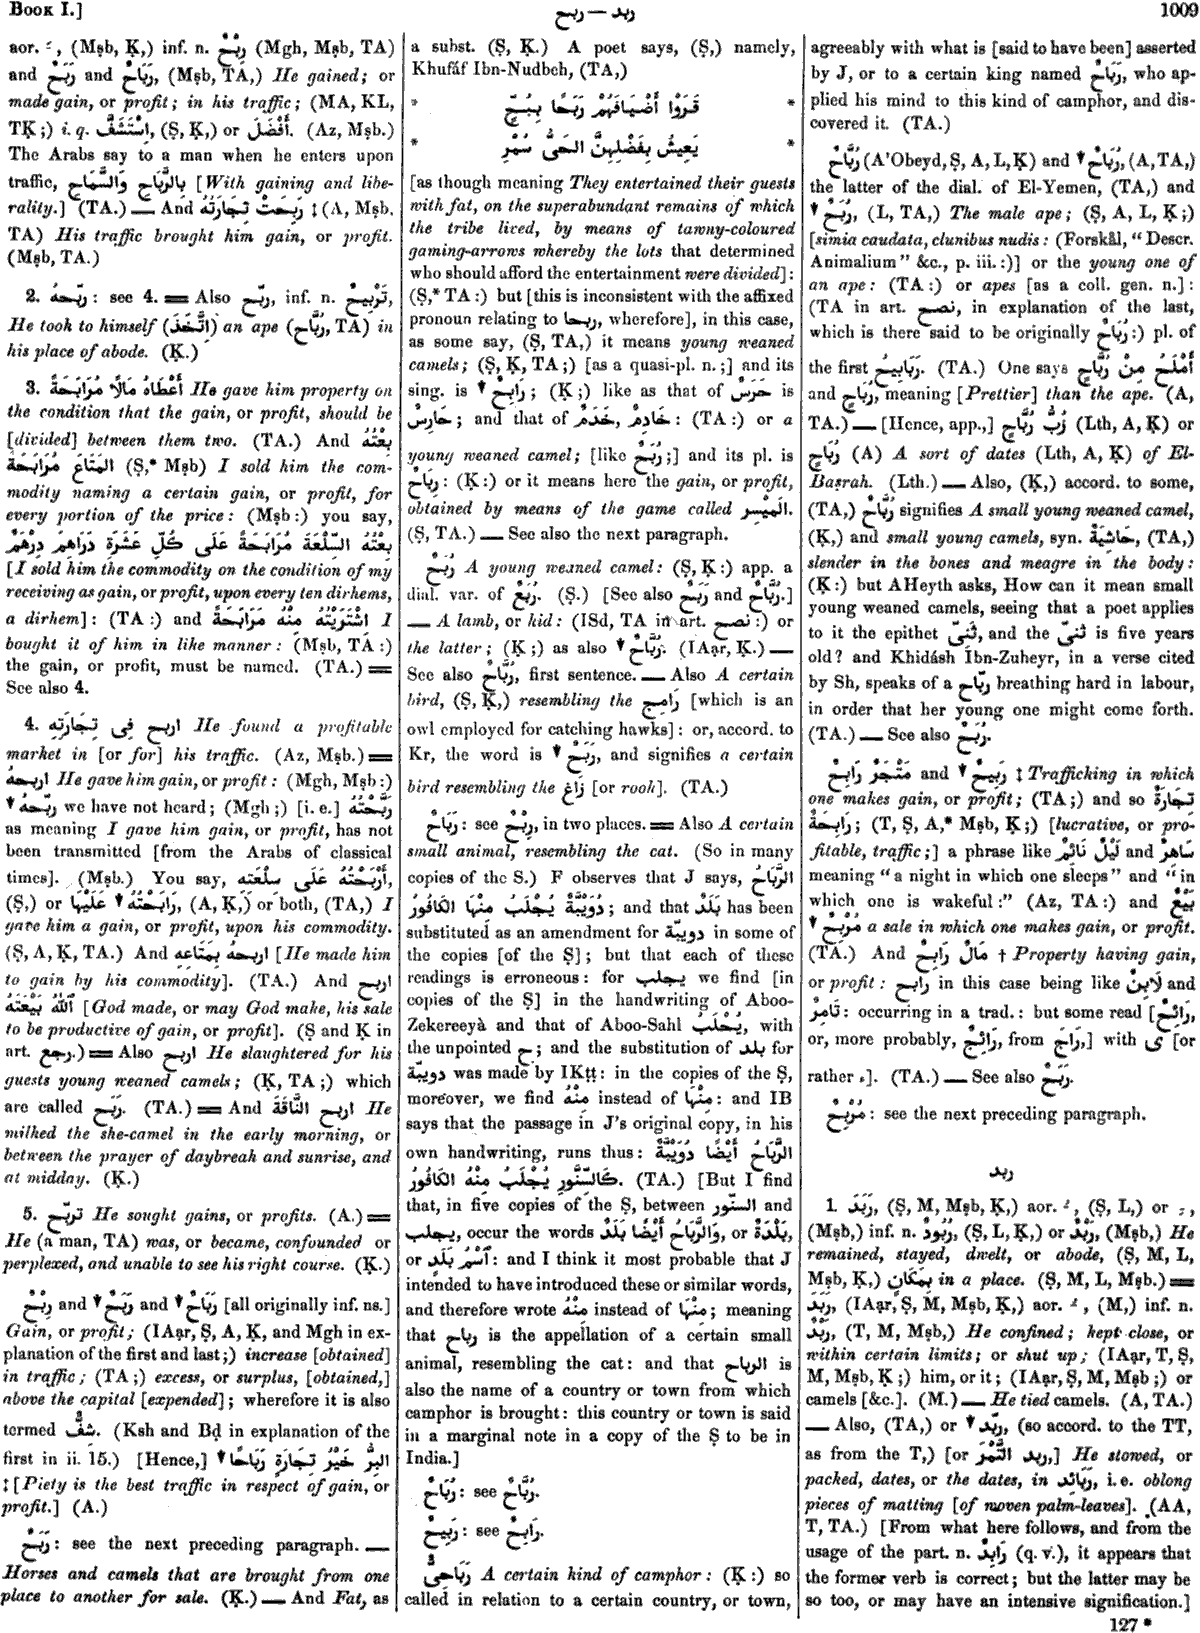 BOOK I.]
ربد — ربح
1009
aor. ـَ , (Mṣb, Ḳ,) inf. n. رِبْحٌ (Mgh, Mṣb, TA)
and رَبَحٌ and رَبَاحٌ, (Mṣb, TA,) He gained; or
made gain, or profit; in his traffic; (MA, KL,
TḲ;) i. q. اِسْتَشَفَّ, (Ṣ, Ḳ,) or أَفْضَلَ. (Az, Mṣb.)
The Arabs say to a man when he enters upon
traffic, بِالرَّبَاحِ وَالسَّمَاحِ [With gaining and libe-
rality.] (TA.) — And رَبِحَتْ تِجَارَتُهُ ‡ (A, Mṣb,
TA) His traffic brought him gain, or profit.
(Mṣb, TA.)
2. رَبَّحَهُ: see 4. = Also رَبَّحَ, inf. n. تَرْبِيحٌ,
He took to himself (اِتَّخَذَ) an ape (رُبَّاح, TA) in
his place of abode. (Ḳ.)
3. أَعْطَاهُ مَالًا مُرَابَحَةً He gave him property on
the condition that the gain, or profit, should be
[divided] between them two. (TA.) And بِعْتُهُ
المَتَاعَ مُرَابَحَةً (Ṣ,* Mṣb) I sold him the com-
modity naming a certain gain, or profit, for
every portion of the price: (Mṣb:) you say,
بِعْتُهُ السِّلْعَةَ مُرَابَحَةً عَلَى كُلِّ عَشَرَةِ دَرَاهِمَ دِرْهَمٌ
[I sold him the commodity on the condition of my
receiving as gain, or profit, upon every ten dirhems,
a dirhem]: (TA:) and اِشْتَرَيْتُهُ مِنْهُ مُرَابَحَةً I
bought it of him in like manner: (Mṣb, TA:)
the gain, or profit, must be named. (TA.) =
See also 4.
4. اربح فِى تِجَارَتِهِ He found a profitable
market in [or for] his traffic. (Az, Mṣb.) =
اربحهُ He gave him gain, or profit: (Mgh, Mṣb:)
▼ ربّحهُ we have not heard; (Mgh;) [i. e.] رَبَّحْتُهُ
as meaning I gave him gain, or profit, has not
been transmitted [from the Arabs of classical
times]. (Mṣb.) You say, أَرْبَحْتُهُ عَلَى سِلْعَتِهِ,
(Ṣ,) or عَلَيْهَا ▼ رَابَحْتُهُ, (A, Ḳ,) or both, (TA,) I
gave him a gain, or profit, upon his commodity.
(Ṣ, A, Ḳ, TA.) And اربحهُ بِمَتَاعِهِ [He made him
to gain by his commodity]. (TA.) And اربح
ٱللّٰهُ بَيْعَتَهُ [God made, or may God make, his sale
to be productive of gain, or profit]. (Ṣ and Ḳ in
art. رجع.) = Also اربح He slaughtered for his
guests young weaned camels; (Ḳ, TA;) which
are called رَبَح. (TA.) = And اربح النَّاقَةَ He
milked the she-camel in the early morning, or
between the prayer of daybreak and sunrise, and
at midday. (Ḳ.)
5. تربّح He sought gains, or profits. (A.) =
He (a man, TA) was, or became, confounded or
perplexed, and unable to see his right course. (Ḳ.)
رِبْحٌ and ▼ رَبَحٌ and ▼ رَبَاحٌ [all originally inf. ns.]
Gain, or profit; (IAạr, Ṣ, A, Ḳ, and Mgh in ex-
planation of the first and last;) increase [obtained]
in traffic; (TA;) excess, or surplus, [obtained,]
above the capital [expended]; wherefore it is also
termed شِفٌّ. (Ksh and Bḍ in explanation of the
first in ii. 15.) [Hence,] ▼ البِرُّ خَيْرُ تِجَارَةٍ رَبَاحًا
‡ [Piety is the best traffic in respect of gain, or
profit.] (A.)
رَبَحٌ: see the next preceding paragraph. —
Horses and camels that are brought from one
place to another for sale. (Ḳ.) — And Fat, as
a subst. (Ṣ, Ḳ.) A poet says, (Ṣ,) namely,
Khufáf Ibn-Nudbeh, (TA,)
* قَرَوْا أَضْيَافَهُمْ رَبَحًا بِبُحٍّ *
* يَعِيشُ بِفَضْلِهِنَّ الحَىُّ سُمْرِ *
[as though meaning They entertained their guests
with fat, on the superabundant remains of which
the tribe lived, by means of tawny-coloured
gaming-arrows whereby the lots that determined
who should afford the entertainment were divided]:
(Ṣ,* TA:) but [this is inconsistent with the affixed
pronoun relating to ربحا, wherefore], in this case,
as some say, (Ṣ, TA,) it means young weaned
camels; (Ṣ, Ḳ, TA;) [as a quasi-pl. n.;] and its
sing. is ▼ رَابِحٌ; (Ḳ;) like as that of حَرَسٌ is
حَارِسٌ; and that of خَدَمٌ, خَادِمٌ: (TA:) or a
young weaned camel; [like رُبَحٌ;] and its pl. is
رِبَاحٌ: (Ḳ:) or it means here the gain, or profit,
obtained by means of the game called المَيْسِر.
(Ṣ, TA.) — See also the next paragraph.
رُبَحٌ A young weaned camel: (Ṣ, Ḳ:) app. a
dial. var. of رُبَعٌ. (Ṣ.) [See also رَبَحٌ and رُبَّاحٌ.]
— A lamb, or kid: (ISd, TA in art. نصح:) or
the latter; (Ḳ;) as also ▼ رُبَّاحٌ. (IAạr, Ḳ.) —
See also رُبَّاحٌ, first sentence. — Also A certain
bird, (Ṣ, Ḳ,) resembling the رَامِج [which is an
owl employed for catching hawks]: or, accord. to
Kr, the word is ▼ رَبَحٌ, and signifies a certain
bird resembling the زَاغ [or rook]. (TA.)
رَبَاحٌ: see رِبْحٌ, in two places. = Also A certain
small animal, resembling the cat. (So in many
copies of the Ṣ.) F observes that J says, الرَّبَاحُ
دُوَيْبَّةٌ يُجْلَبُ مِنْهَا الكَافُورُ; and that بَلَدٌ has been
substituted as an amendment for دويبّة in some of
the copies [of the Ṣ]; but that each of these
readings is erroneous: for يجلب we find [in
copies of the Ṣ] in the handwriting of Aboo-
Zekereeyà and that of Aboo-Sahl يُحْلَبُ, with
the unpointed ح; and the substitution of بلد for
دويبّة was made by IḲṭṭ: in the copies of the Ṣ,
moreover, we find مِنْهُ instead of مِنْهَا: and IB
says that the passage in J's original copy, in his
own handwriting, runs thus: الرَّبَاحُ أَيْضًا دُوَيْبَّةٌ
كَالسِّنَّوْرِ يُجْلَبُ مِنْهُ الكَافُورُ. (TA.) [But I find
that, in five copies of the Ṣ, between السنّور and
يجلب, occur the words وَالرَّبَاحُ أَيْضًا بَلَدٌ, or بَلْدَةٌ,
or ٱسْمُ بَلَدٍ: and I think it most probable that J
intended to have introduced these or similar words,
and therefore wrote مِنْهُ instead of مِنْهَا; meaning
that رباح is the appellation of a certain small
animal, resembling the cat: and that الرباح is
also the name of a country or town from which
camphor is brought: this country or town is said
in a marginal note in a copy of the Ṣ to be in
India.]
رُبَاحٌ: see رُبَّاحٌ.
رَبِيحٌ: see رَابِحٌ.
رَبَاحِىٌّ A certain kind of camphor: (Ḳ:) so
called in relation to a certain country, or town,
agreeably with what is [said to have been] asserted
by J, or to a certain king named رَبَاحٌ, who ap-
plied his mind to this kind of camphor, and dis-
covered it. (TA.)
رُبَّاحٌ (A'Obeyd, Ṣ, A, L, Ḳ) and ▼ رُبَاحٌ, (A, TA,)
the latter of the dial. of El-Yemen, (TA,) and
▼ رُبَحٌ, (L, TA,) The male ape; (Ṣ, A, L, Ḳ;)
[simia caudata, clunibus nudis: (Forskål, "Descr.
Animalium" &c., p. iii.:)] or the young one of
an ape: (TA:) or apes [as a coll. gen. n.]:
(TA in art. نصح, in explanation of the last,
which is there said to be originally رُبَاحٌ:) pl. of
the first رَبَابِيحُ. (TA.) One says أَمْلَحُ مِنْ رُبَّاحٍ
and رُبَاحٍ, meaning [Prettier] than the ape. (A,
TA.) — [Hence, app.,] زُبُّ رُبَّاحٍ (Lth, A, Ḳ) or
رُبَاحٍ (A) A sort of dates (Lth, A, Ḳ) of El-
Baṣrah. (Lth.) — Also, (Ḳ,) accord. to some,
(TA,) رُبَّاحٌ signifies A small young weaned camel,
(Ḳ,) and small young camels, syn. حَاشِيَةٌ, (TA,)
slender in the bones and meagre in the body:
(Ḳ:) but AHeyth asks, How can it mean small
young weaned camels, seeing that a poet applies
to it the epithet ثَنِىّ, and the ثَنِىّ is five years
old? and Khidásh Ibn-Zuheyr, in a verse cited
by Sh, speaks of a رُبَّاح breathing hard in labour,
in order that her young one might come forth.
(TA.) — See also رُبَحٌ.
مَتْجَرٌ رَابِحٌ and ▼ رَبِيحٌ ‡ Trafficking in which
one makes gain, or profit; (TA;) and so تِجَارَةٌ
رَابِحَةٌ; (T, Ṣ, A,* Mṣb, Ḳ;) [lucrative, or pro-
fitable, traffic;] a phrase like لَيْلٌ نَائِمٌ and سَاهِرٌ
meaning "a night in which one sleeps" and "in
which one is wakeful:" (Az, TA:) and بَيْعٌ
▼ مُرْبِحٌ a sale in which one makes gain, or profit.
(TA.) And مَالٌ رَابِحٌ † Property having gain,
or profit: رابح in this case being like لَابِنٌ and
تَامِرٌ: occurring in a trad.: but some read [رَائِحٌ,
or, more probably, رَائِجٌ, from رَاجَ,] with ى [or
rather ء]. (TA.) — See also رَبَحٌ.
مُرْبِحٌ: see the next preceding paragraph.
ربد
1. رَبَدَ, (Ṣ, M, Mṣb, Ḳ,) aor. ـُ , (Ṣ, L,) or ـِ ,
(Mṣb,) inf. n. رُبُودٌ, (Ṣ, L, Ḳ,) or رَبْدٌ, (Mṣb,) He
remained, stayed, dwelt, or abode, (Ṣ, M, L,
Mṣb, Ḳ,) بِمَكَانٍ in a place. (Ṣ, M, L, Mṣb.) =
رَبَدَ, (IAạr, Ṣ, M, Mṣb, Ḳ,) aor. ـُ , (M,) inf. n.
رَبْدٌ, (T, M, Mṣb,) He confined; kept close, or
within certain limits; or shut up; (IAạr, T, Ṣ,
M, Mṣb, Ḳ;) him, or it; (IAạr, Ṣ, M, Mṣb;) or
camels [&c.]. (M.) — He tied camels. (A, TA.)
— Also, (TA,) or ▼ ربّد, (so accord. to the TT,
as from the T,) [or ربد التَّمْرَ,] He stowed, or
packed, dates, or the dates, in رَبَائِد, i. e. oblong
pieces of matting [of woven palm-leaves]. (AA,
T, TA.) [From what here follows, and from the
usage of the part. n. رَابِدٌ (q. v.), it appears that
the former verb is correct; but the latter may be
so too, or may have an intensive signification.]
127 *